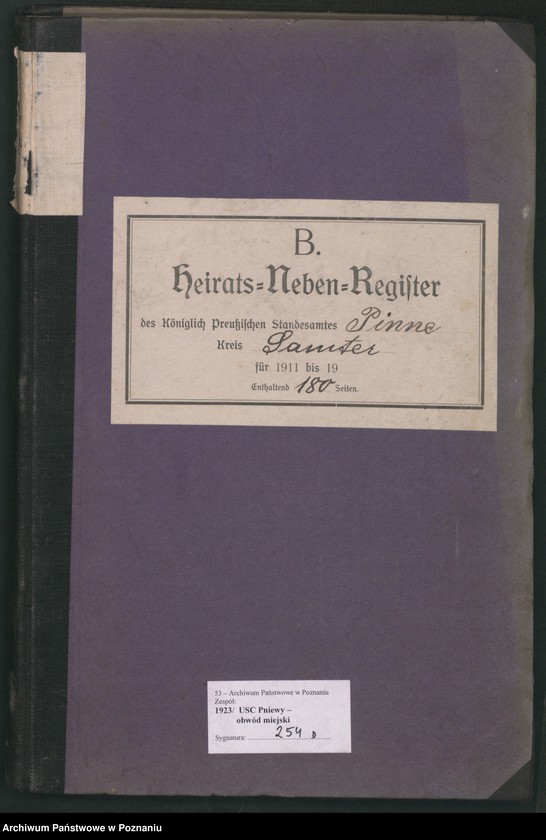 B.
Heirats=Neben=Register
des Königlich Preußischen Standesamtes Pinne
Kreis Samter
für 1911 bis 19
Enthaltend 180 Seiten.
53 – Archiwum Państwowe w Poznaniu
Zespół:
1923/ USC Pniewy –
obwód miejski
Sygnatura: 254 D
Archiwum Państwowe w Poznaniu